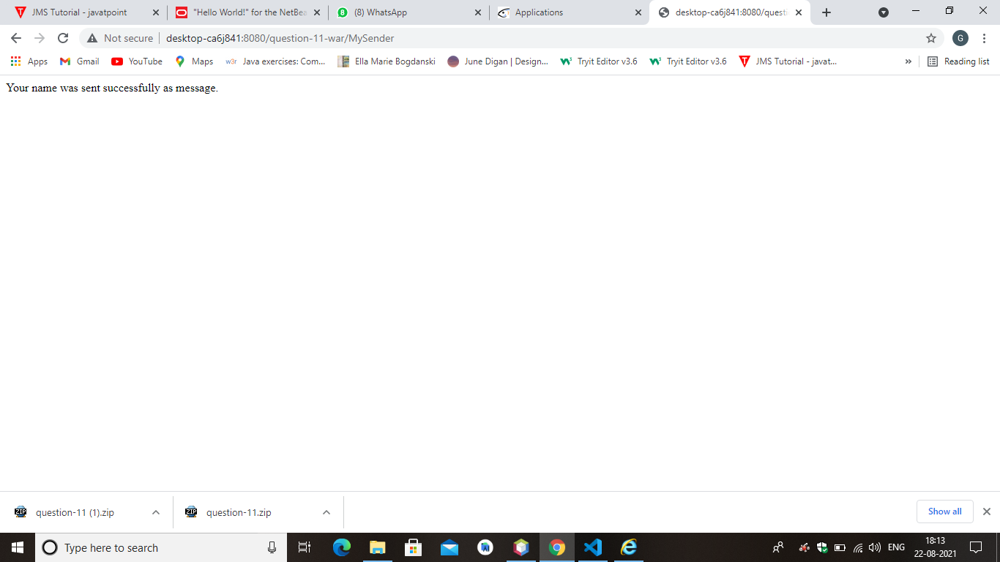 JMS Tutorial - javatpoint
"Hello World!" for the NetBea
(8) WhatsApp
Applications
desktop-ca6j841:8080/questi
Not secure
desktop-ca6j841:8080/question-11-war/MySender
G
Apps
Gmail
YouTube
Maps
w3r
Java exercises: Com...
Ella Marie Bogdanski
June Digan | Design...
Tryit Editor v3.6
Tryit Editor v3.6
JMS Tutorial - javat...
»
Reading list
Your name was sent successfully as message.
ZIP
question-11 (1).zip
ZIP
question-11.zip
Show all
Type here to search
ENG
18:13
22-08-2021